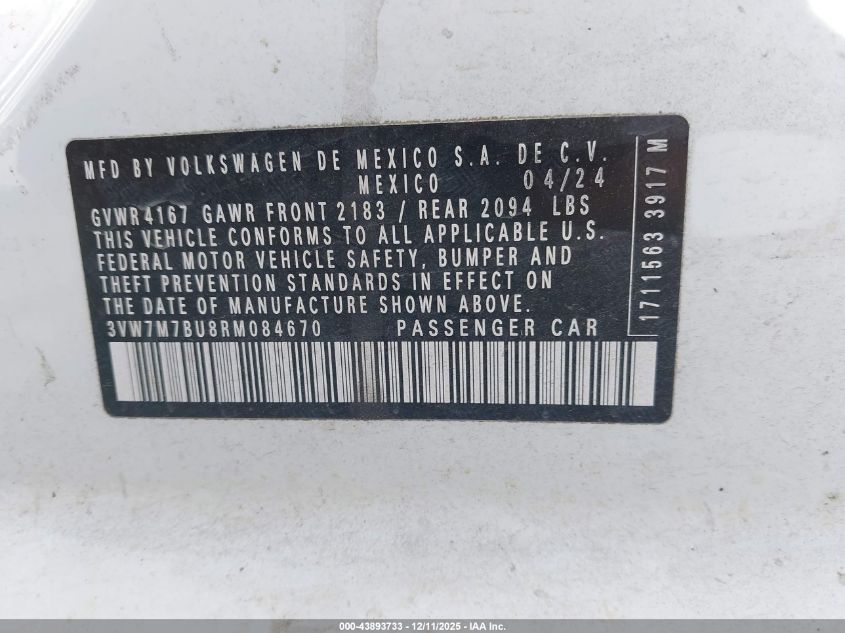 MFD BY VOLKSWAGEN DE MEXICO S.A. DE C.V.
MEXICO 04/24
GVWR 4167 GAWR FRONT 2183 / REAR 2094 LBS
THIS VEHICLE CONFORMS TO ALL APPLICABLE U.S.
FEDERAL MOTOR VEHICLE SAFETY, BUMPER AND
THEFT PREVENTION STANDARDS IN EFFECT ON
THE DATE OF MANUFACTURE SHOWN ABOVE.
3VW7M7BU8RM084670 PASSENGER CAR
1711563 3917 M
000-43893733 - 12/11/2025 - IAA Inc.